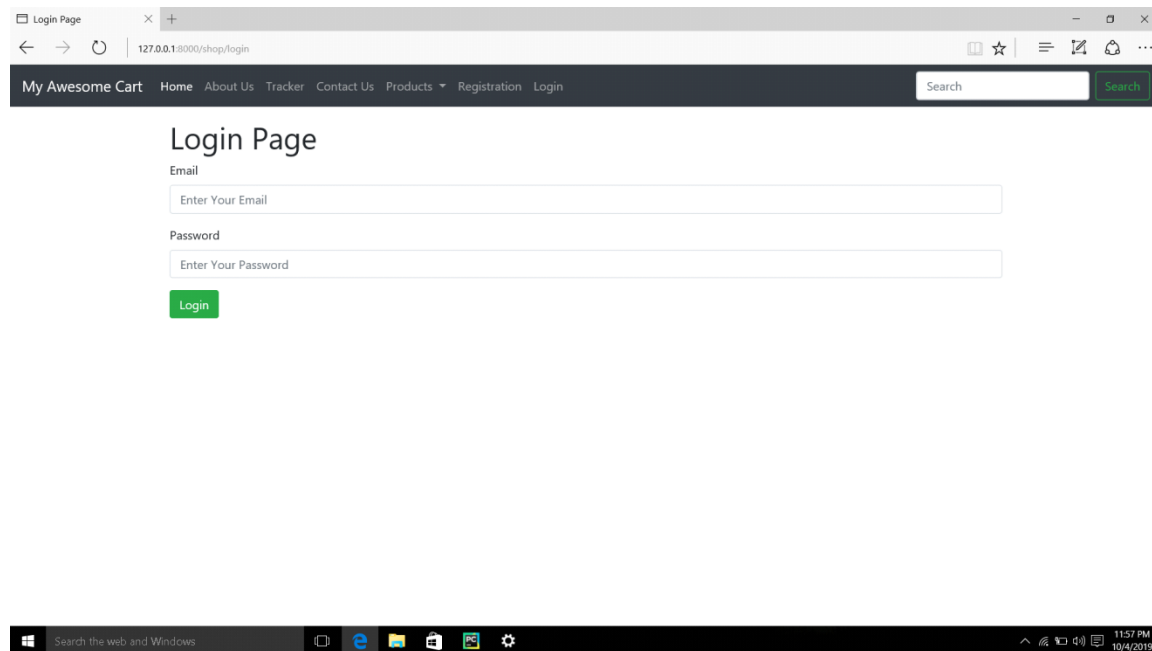 Login Page
127.0.0.1:8000/shop/login
My Awesome Cart Home About Us Tracker Contact Us Products Registration Login Search Search
Login Page
Email
Enter Your Email
Password
Enter Your Password
Login
Search the web and Windows
PC
11:57 PM
10/4/2019